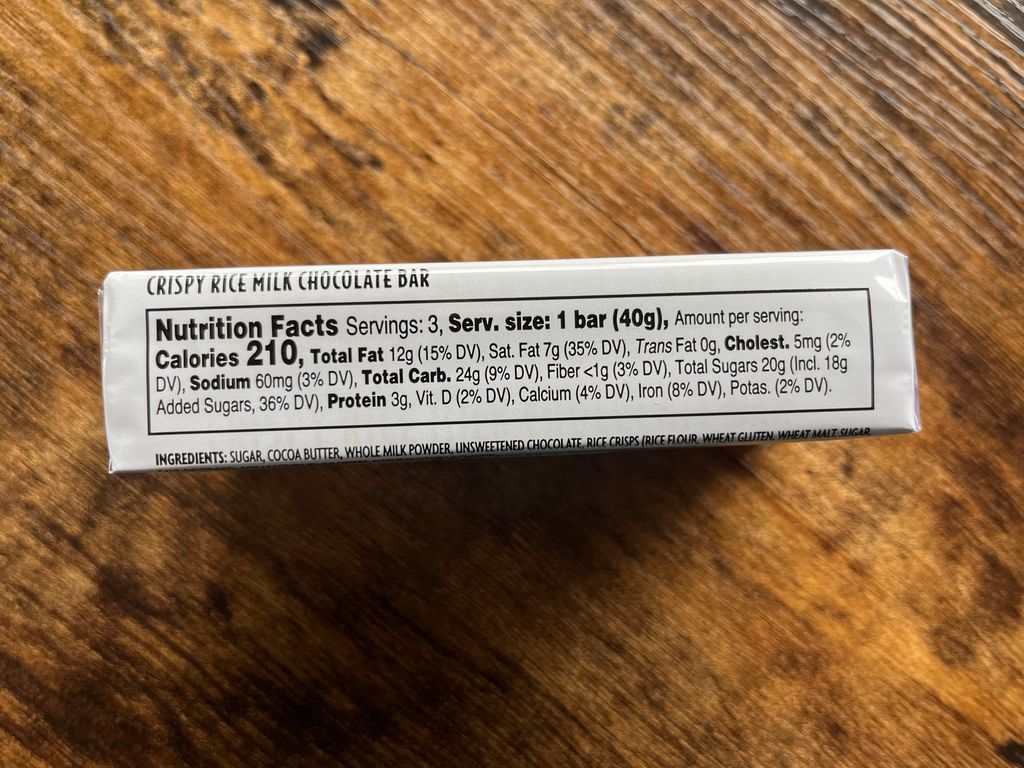 CRISPY RICE MILK CHOCOLATE BAR
Nutrition Facts Servings: 3, Serv. size: 1 bar (40g), Amount per serving:
Calories 210, Total Fat 12g (15% DV), Sat. Fat 7g (35% DV), Trans Fat 0g, Cholest. 5mg (2%
DV), Sodium 60mg (3% DV), Total Carb. 24g (9% DV), Fiber <1g (3% DV), Total Sugars 20g (Incl. 18g
Added Sugars, 36% DV), Protein 3g, Vit. D (2% DV), Calcium (4% DV), Iron (8% DV), Potas. (2% DV).
INGREDIENTS: SUGAR, COCOA BUTTER, WHOLE MILK POWDER, UNSWEETENED CHOCOLATE, RICE CRISPS (RICE FLOUR, WHEAT GLUTEN, WHEAT MALT, SUGAR